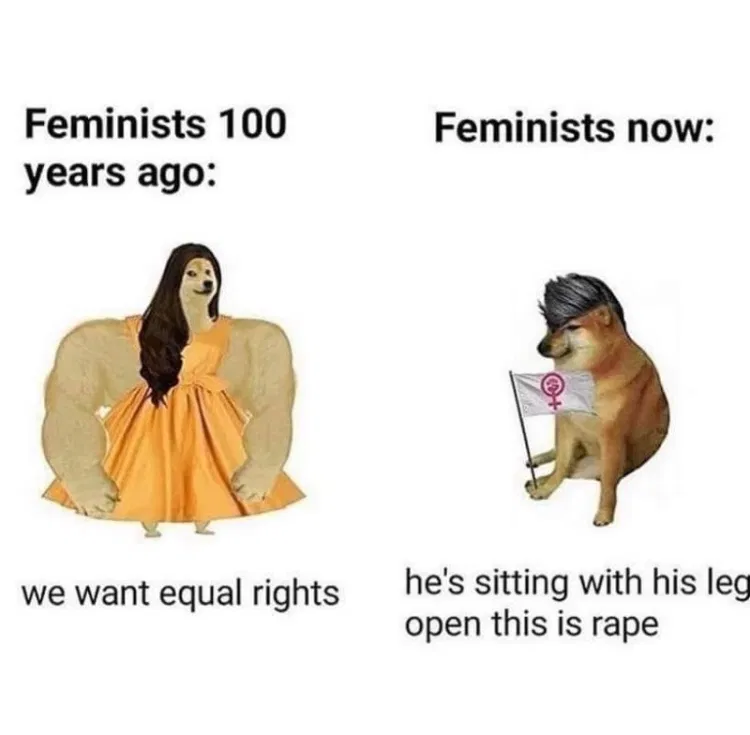 Feminists 100
years ago:
Feminists now:
we want equal rights
he's sitting with his leg
open this is rape